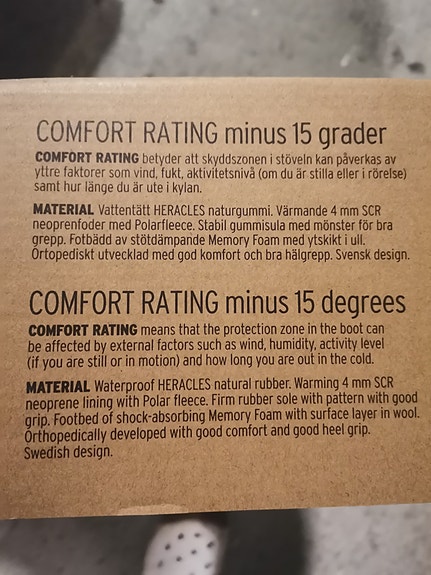 COMFORT RATING minus 15 grader
COMFORT RATING betyder att skyddszonen i stöveln kan påverkas av
yttre faktorer som vind, fukt, aktivitetsnivå (om du är stilla eller i rörelse)
samt hur länge du är ute i kylan.
MATERIAL Vattentätt HERACLES naturgummi. Värmande 4 mm SCR
neoprenfoder med Polarfleece. Stabil gummisula med mönster för bra
grepp. Fotbädd av stötdämpande Memory Foam med ytskikt i ull.
Ortopediskt utvecklad med god komfort och bra hälgrepp. Svensk design.
COMFORT RATING minus 15 degrees
COMFORT RATING means that the protection zone in the boot can
be affected by external factors such as wind, humidity, activity level
(if you are still or in motion) and how long you are out in the cold.
MATERIAL Waterproof HERACLES natural rubber. Warming 4 mm SCR
neoprene lining with Polar fleece. Firm rubber sole with pattern with good
grip. Footbed of shock-absorbing Memory Foam with surface layer in wool.
Orthopedically developed with good comfort and good heel grip.
Swedish design.